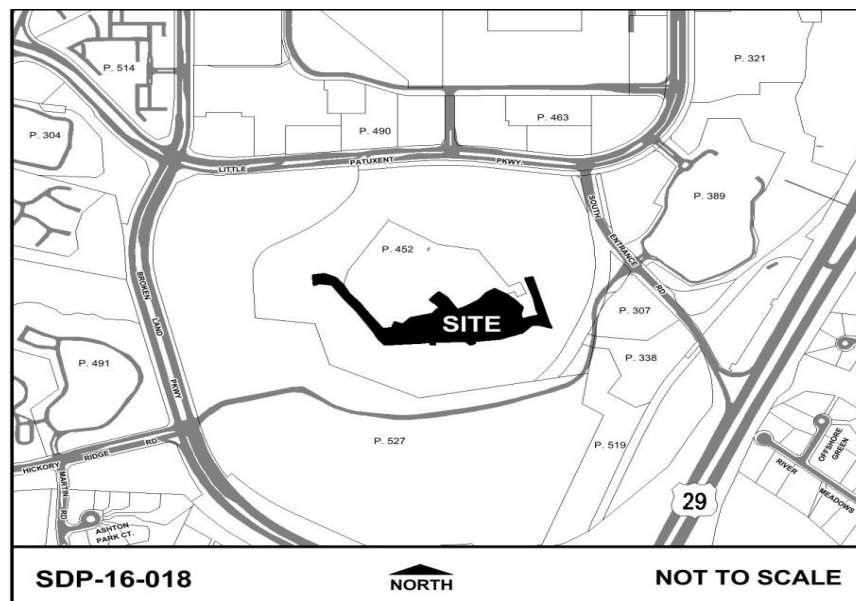 P. 514
P. 321
P. 304
P. 490
P. 463
LITTLE PATUXENT PKWY.
P. 389
SOUTH ENTRANCE RD
P. 452
BROKEN LAND PKWY
SITE
P. 307
P. 338
P. 491
P. 527
P. 519
HICKORY RIDGE RD.
MARTIN RD
ASHTON
PARK CT.
OFFSHORE
GREEN
RIVER MEADOWS
29
SDP-16-018
NORTH
NOT TO SCALE